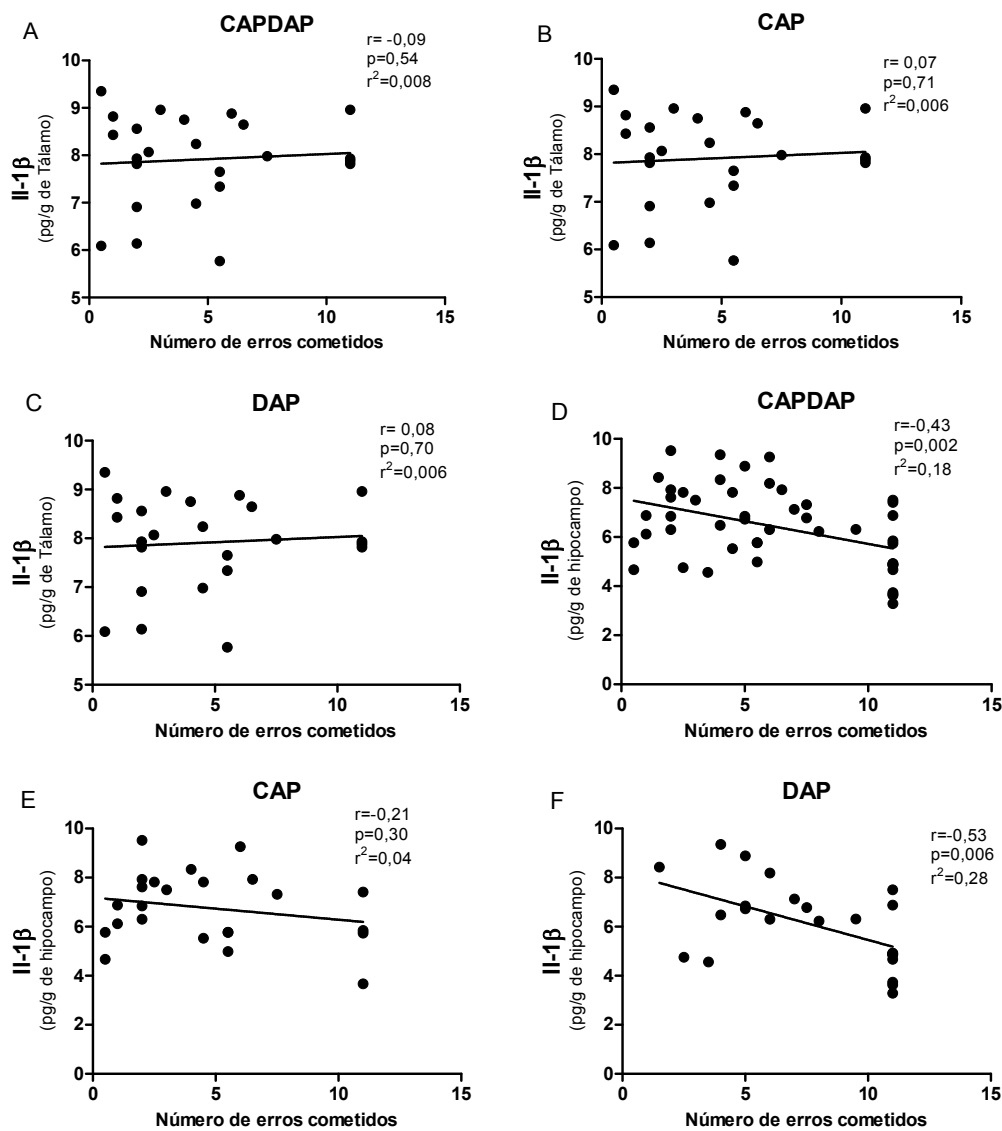 A
CAPDAP
r= -0,09
p=0,54
r²=0,008
10
9
8
7
6
5
Il-1β
(pg/g de Tálamo)
0 5 10 15
Número de erros cometidos
B
CAP
r= 0,07
p=0,71
r²=0,006
10
9
8
7
6
5
Il-1β
(pg/g de Tálamo)
0 5 10 15
Número de erros cometidos
C
DAP
r= 0,08
p=0,70
r²=0,006
10
9
8
7
6
5
Il-1β
(pg/g de Tálamo)
0 5 10 15
Número de erros cometidos
D
CAPDAP
r=-0,43
p=0,002
r²=0,18
10
8
6
4
2
0
Il-1β
(pg/g de hipocampo)
0 5 10 15
Número de erros cometidos
E
CAP
r=-0,21
p=0,30
r²=0,04
10
8
6
4
2
0
Il-1β
(pg/g de hipocampo)
0 5 10 15
Número de erros cometidos
F
DAP
r=-0,53
p=0,006
r²=0,28
10
8
6
4
2
0
Il-1β
(pg/g de hipocampo)
0 5 10 15
Número de erros cometidos